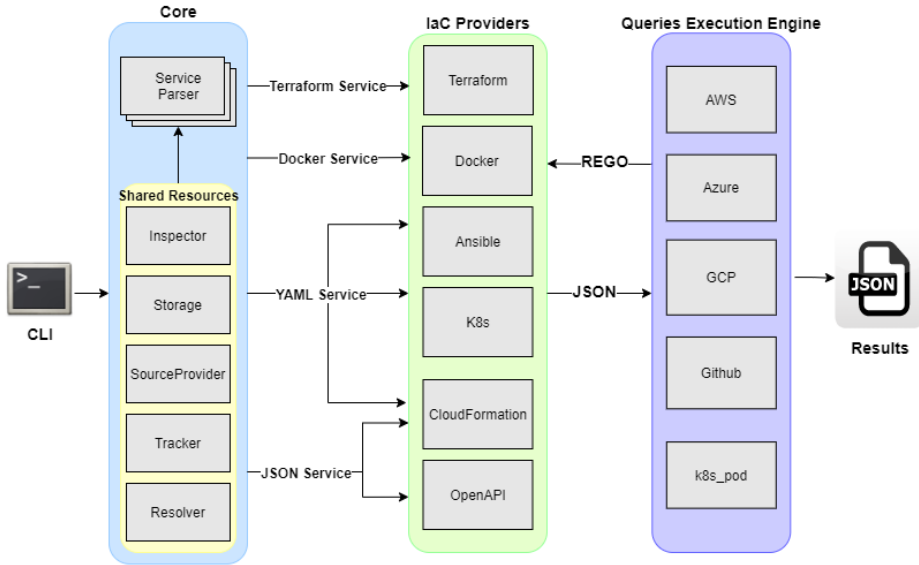 Core
IaC Providers
Queries Execution Engine
Service
Parser
Terraform Service
Terraform
AWS
Docker Service
Docker
REGO
Azure
Shared Resources
Inspector
Ansible
GCP
>_
CLI
Storage
YAML Service
K8s
JSON
JSON
Results
SourceProvider
CloudFormation
Github
Tracker
JSON Service
OpenAPI
k8s_pod
Resolver